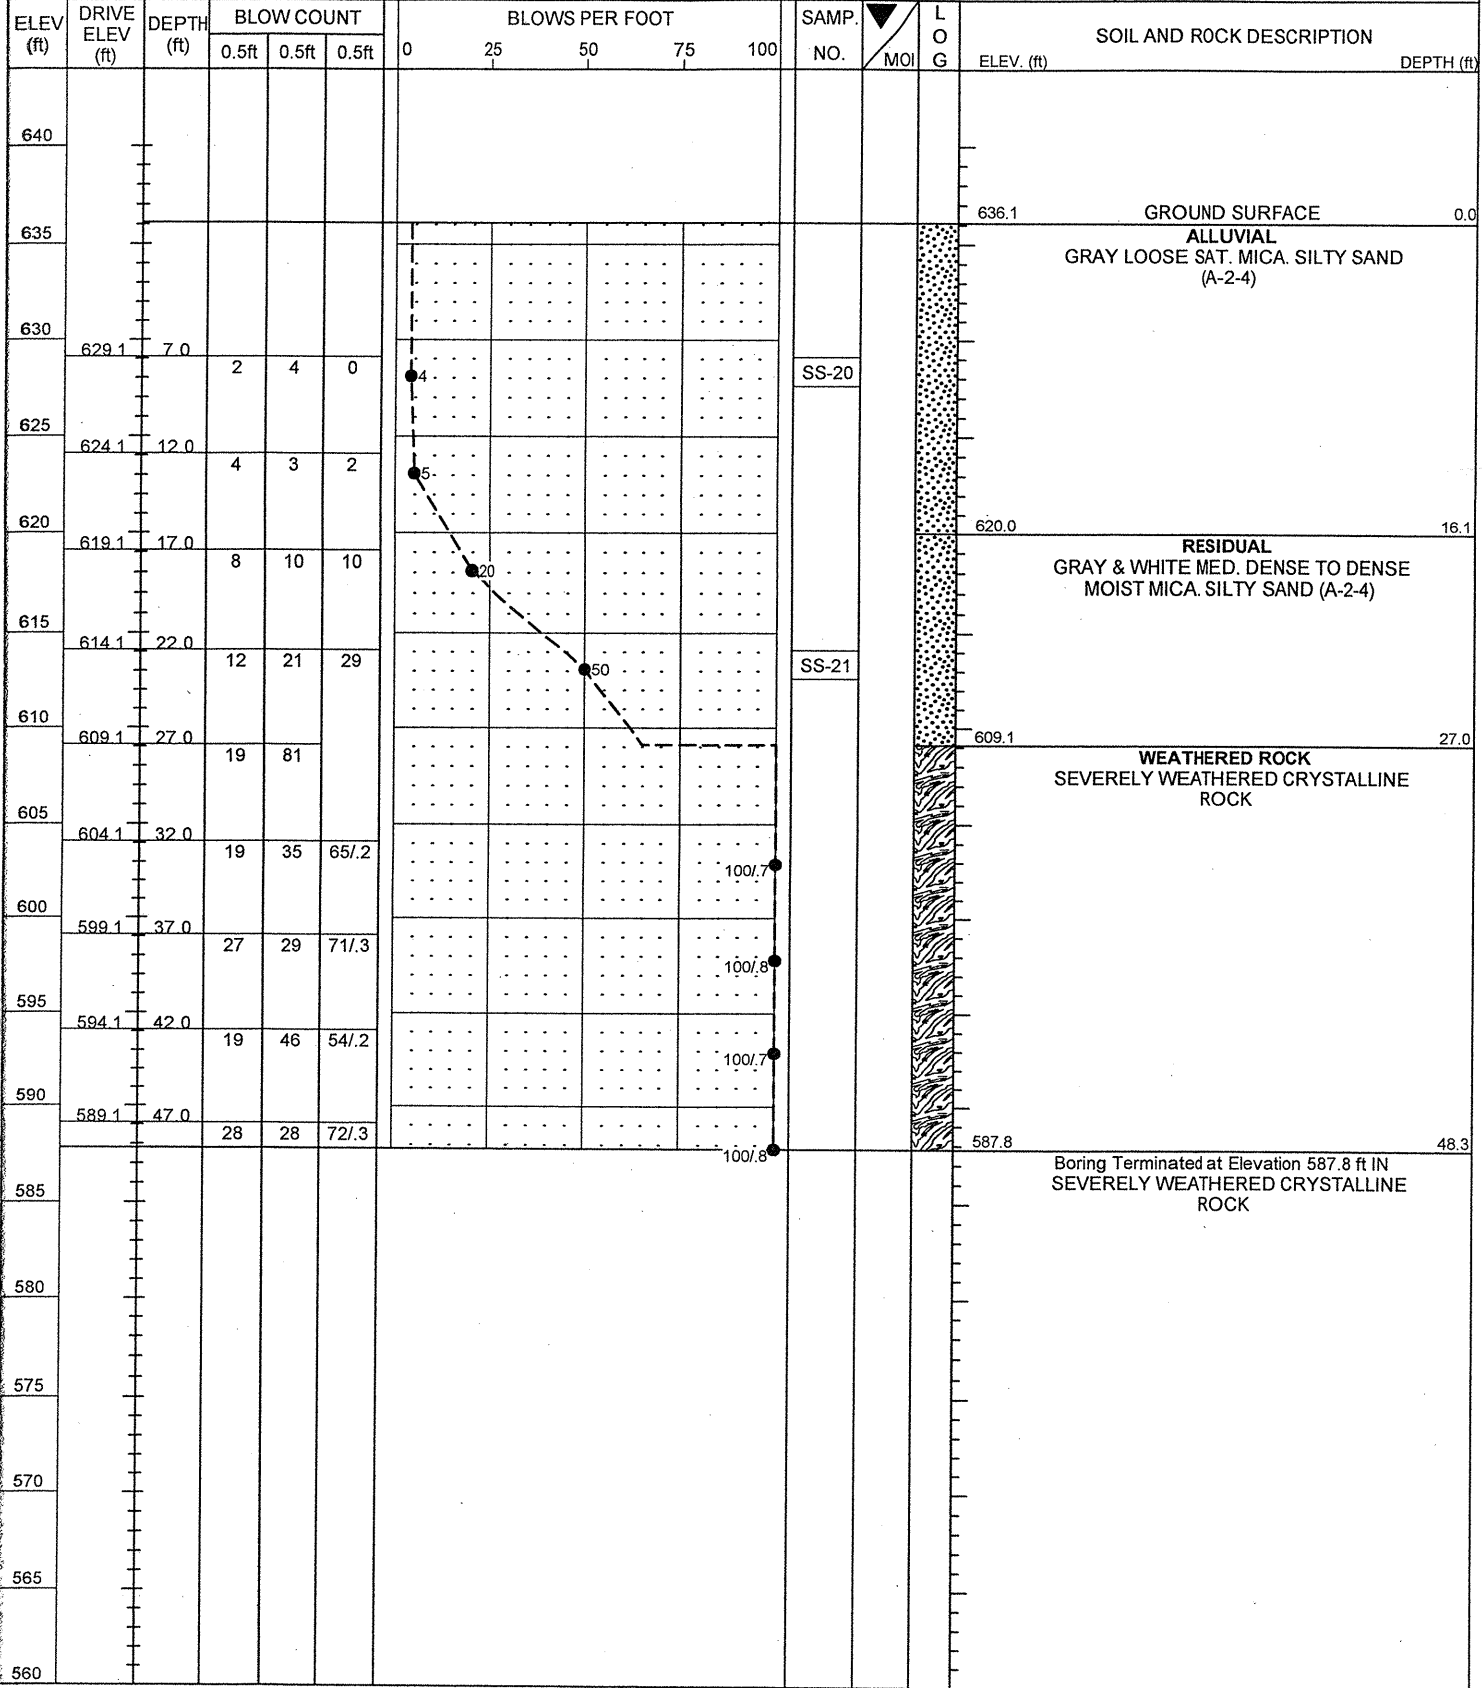 ELEV (ft) DRIVE ELEV (ft) DEPTH (ft) BLOW COUNT BLOWS PER FOOT SAMP. NO. MOI L O G SOIL AND ROCK DESCRIPTION
0.5ft 0.5ft 0.5ft 0 25 50 75 100 ELEV. (ft) DEPTH (ft)
640
636.1 GROUND SURFACE 0.0
635 ALLUVIAL
GRAY LOOSE SAT. MICA. SILTY SAND
(A-2-4)
630
629.1 7.0
2 4 0 4 SS-20
625
624.1 12.0
4 3 2 5
620 620.0 16.1
619.1 17.0 RESIDUAL
8 10 10 20 GRAY & WHITE MED. DENSE TO DENSE
MOIST MICA. SILTY SAND (A-2-4)
615
614.1 22.0
12 21 29 50 SS-21
610
609.1 27.0 609.1 27.0
19 81 WEATHERED ROCK
SEVERELY WEATHERED CRYSTALLINE
ROCK
605
604.1 32.0
19 35 65/.2 100/.7
600
599.1 37.0
27 29 71/.3 100/.8
595
594.1 42.0
19 46 54/.2 100/.7
590
589.1 47.0
28 28 72/.3 100/.8 587.8 48.3
Boring Terminated at Elevation 587.8 ft IN
SEVERELY WEATHERED CRYSTALLINE
ROCK
585
580
575
570
565
560